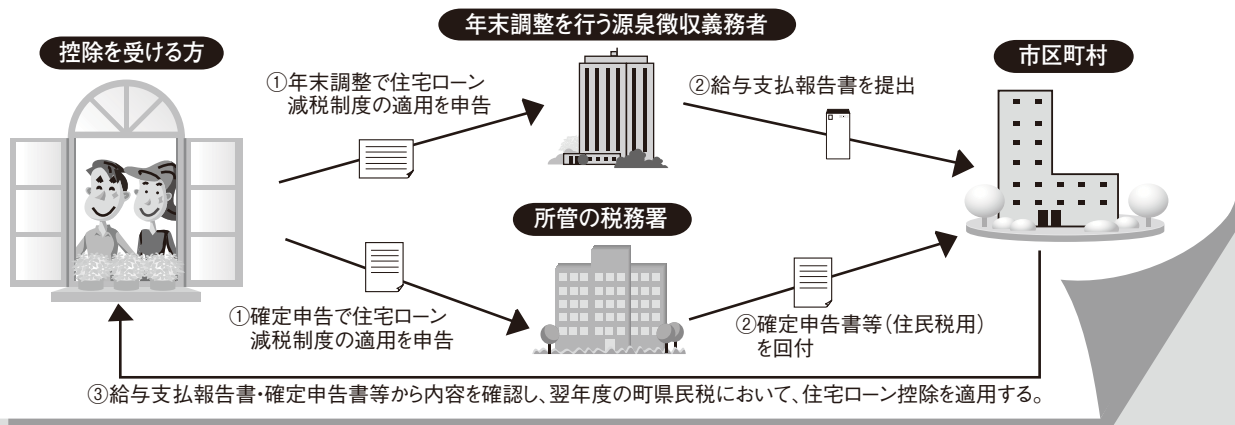 年末調整を行う源泉徴収義務者
控除を受ける方
市区町村
①年末調整で住宅ローン
減税制度の適用を申告
②給与支払報告書を提出
所管の税務署
①確定申告で住宅ローン
減税制度の適用を申告
②確定申告書等(住民税用)
を回付
③給与支払報告書・確定申告書等から内容を確認し、翌年度の町県民税において、住宅ローン控除を適用する。